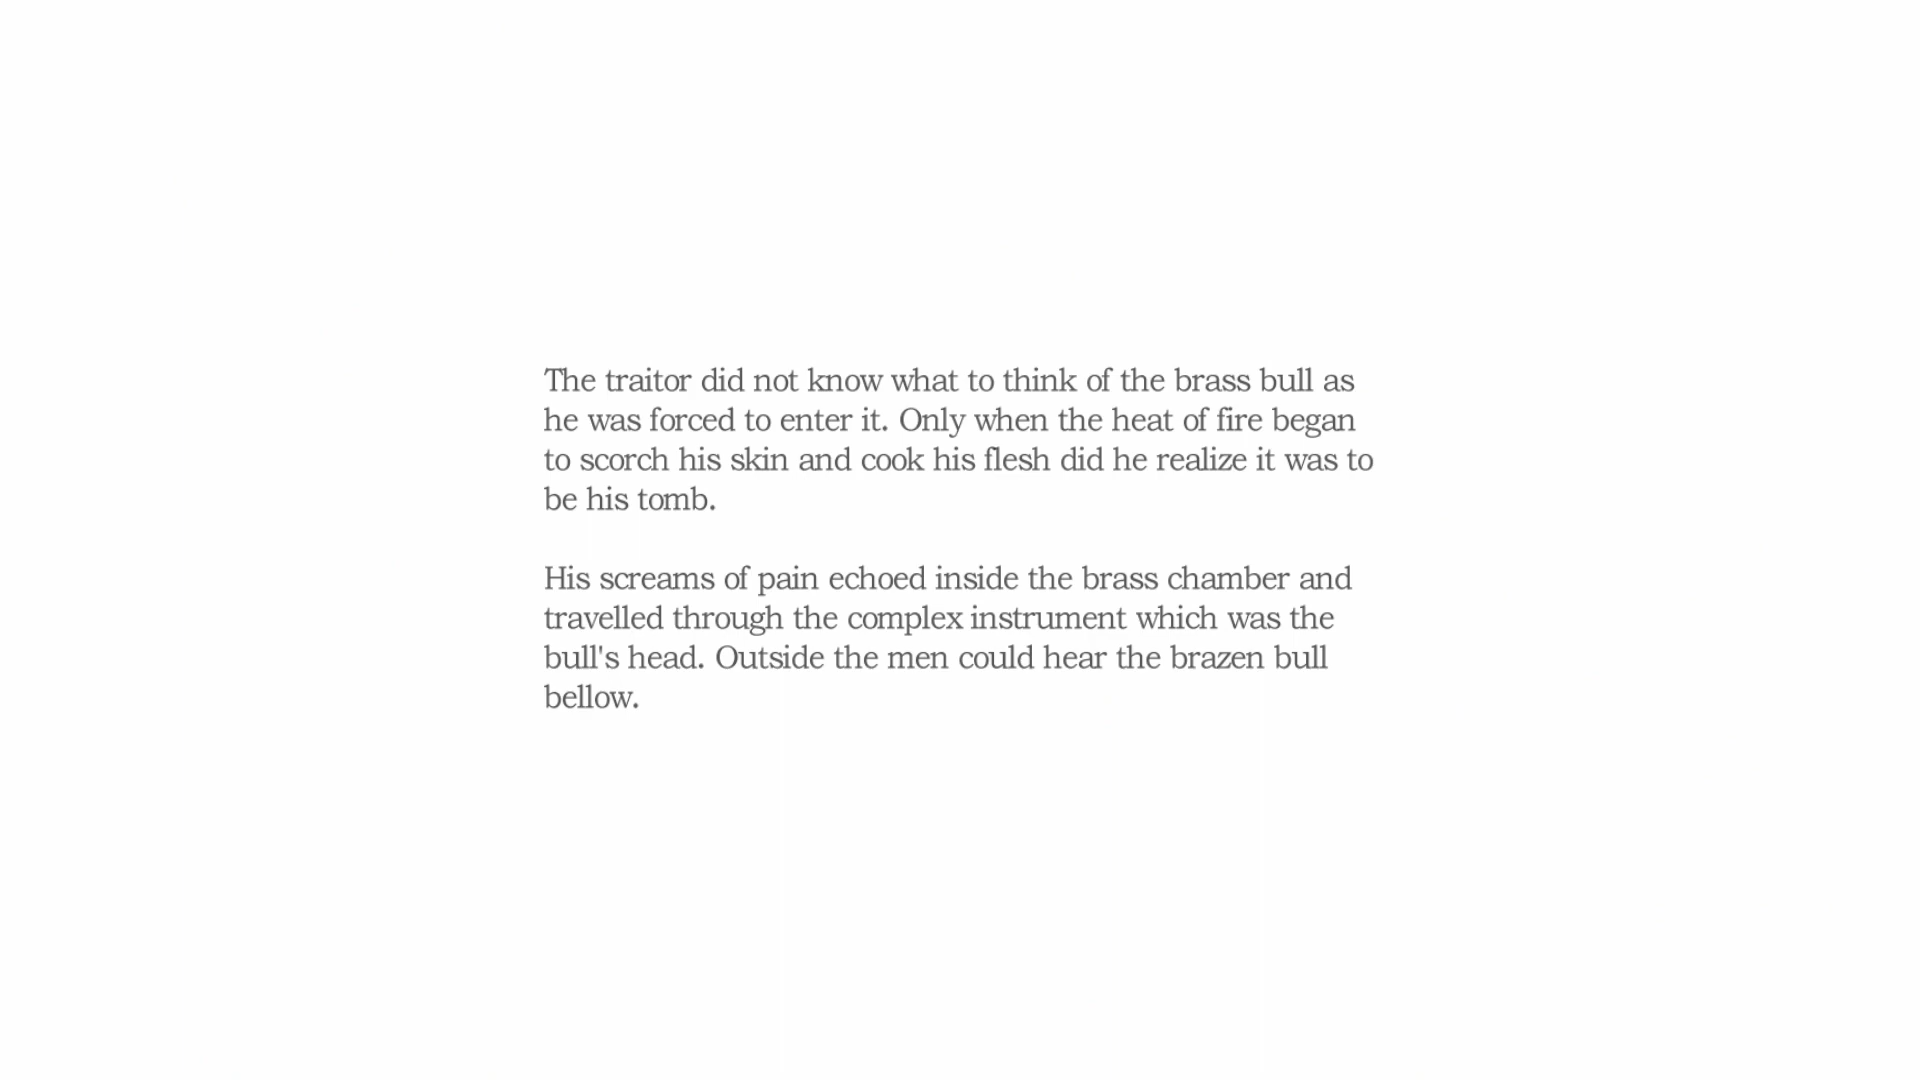 The traitor did not know what to think of the brass bull as
he was forced to enter it. Only when the heat of fire began
to scorch his skin and cook his flesh did he realize it was to
be his tomb.
His screams of pain echoed inside the brass chamber and
travelled through the complex instrument which was the
bull's head. Outside the men could hear the brazen bull
bellow.